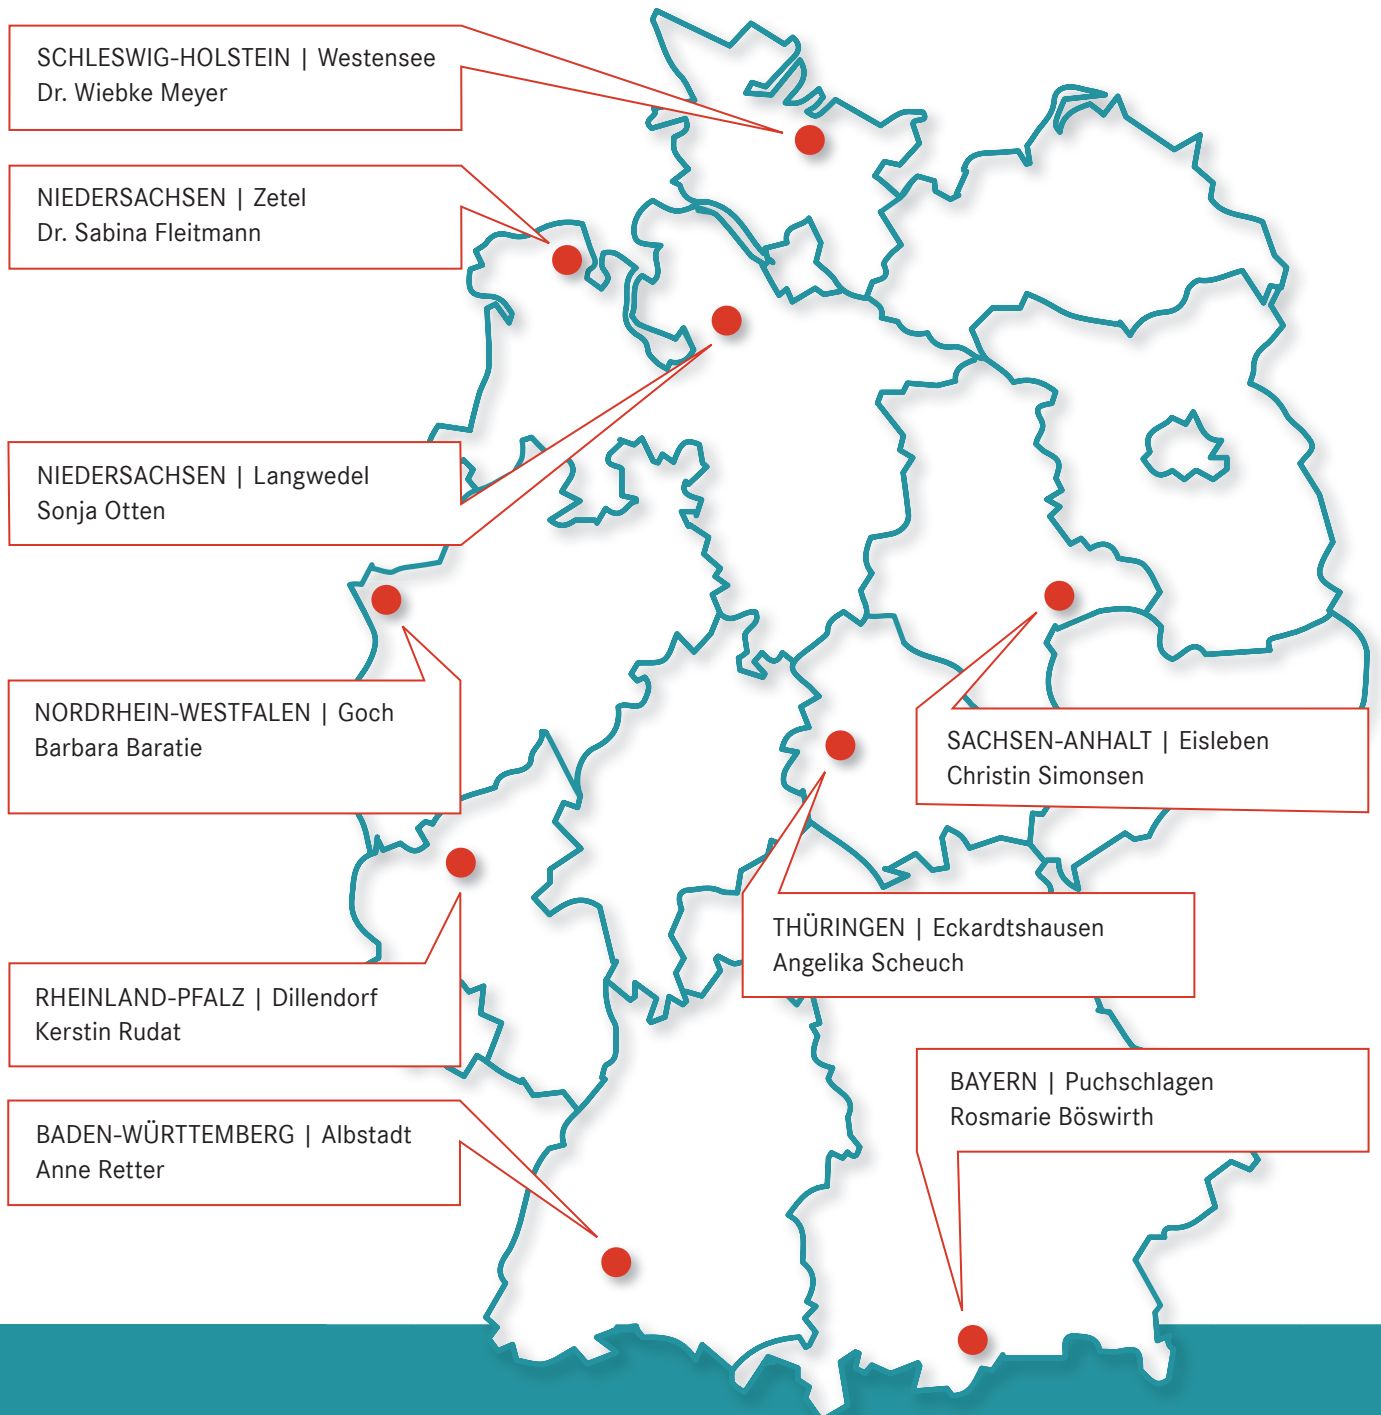 SCHLESWIG-HOLSTEIN | Westensee
Dr. Wiebke Meyer
NIEDERSACHSEN | Zetel
Dr. Sabina Fleitmann
NIEDERSACHSEN | Langwedel
Sonja Otten
NORDRHEIN-WESTFALEN | Goch
Barbara Baratie
SACHSEN-ANHALT | Eisleben
Christin Simonsen
THÜRINGEN | Eckardtshausen
Angelika Scheuch
RHEINLAND-PFALZ | Dillendorf
Kerstin Rudat
BAYERN | Puchschlagen
Rosmarie Böswirth
BADEN-WÜRTTEMBERG | Albstadt
Anne Retter